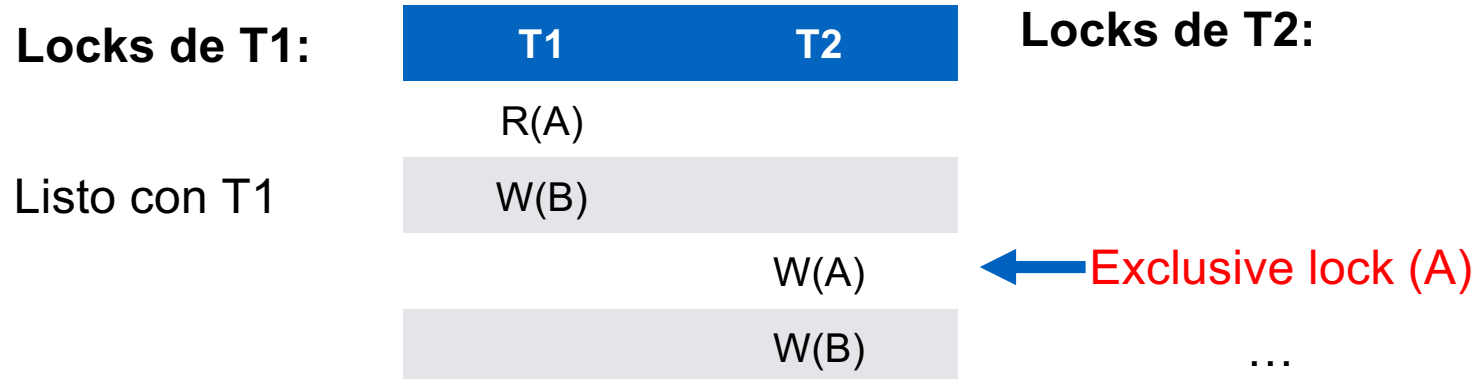 Locks de T1:
T1 T2
Locks de T2:
R(A)
Listo con T1
W(B)
W(A)
Exclusive lock (A)
W(B)
...